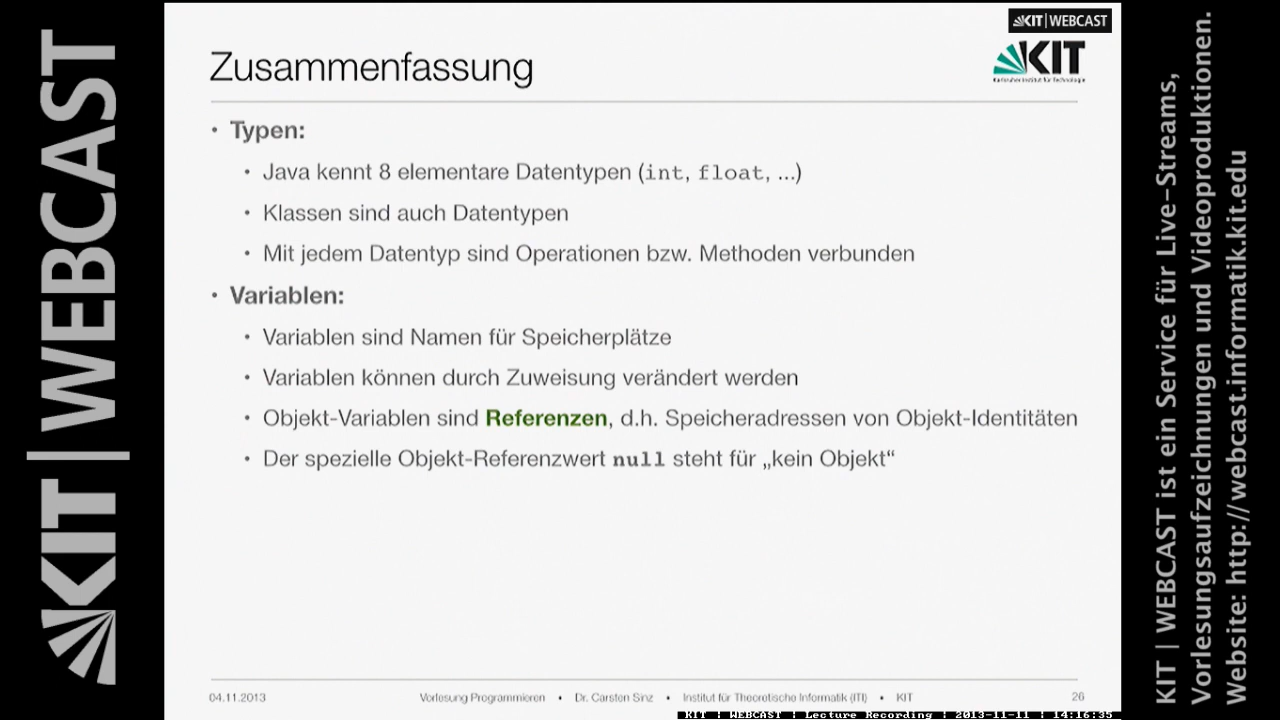 KIT | WEBCAST
KIT | WEBCAST
KIT
Karlsruher Institut für Technologie
Zusammenfassung
• Typen:
• Java kennt 8 elementare Datentypen (int, float, ...)
• Klassen sind auch Datentypen
• Mit jedem Datentyp sind Operationen bzw. Methoden verbunden
• Variablen:
• Variablen sind Namen für Speicherplätze
• Variablen können durch Zuweisung verändert werden
• Objekt-Variablen sind Referenzen, d.h. Speicheradressen von Objekt-Identitäten
• Der spezielle Objekt-Referenzwert null steht für „kein Objekt“
04.11.2013 Vorlesung Programmieren • Dr. Carsten Sinz • Institut für Theoretische Informatik (ITI) • KIT 26
KIT | WEBCAST | Lecture Recording | 2013-11-11 | 14:16:35
KIT | WEBCAST ist ein Service für Live-Streams,
Vorlesungsaufzeichnungen und Videoproduktionen.
Website: http://webcast.informatik.kit.edu